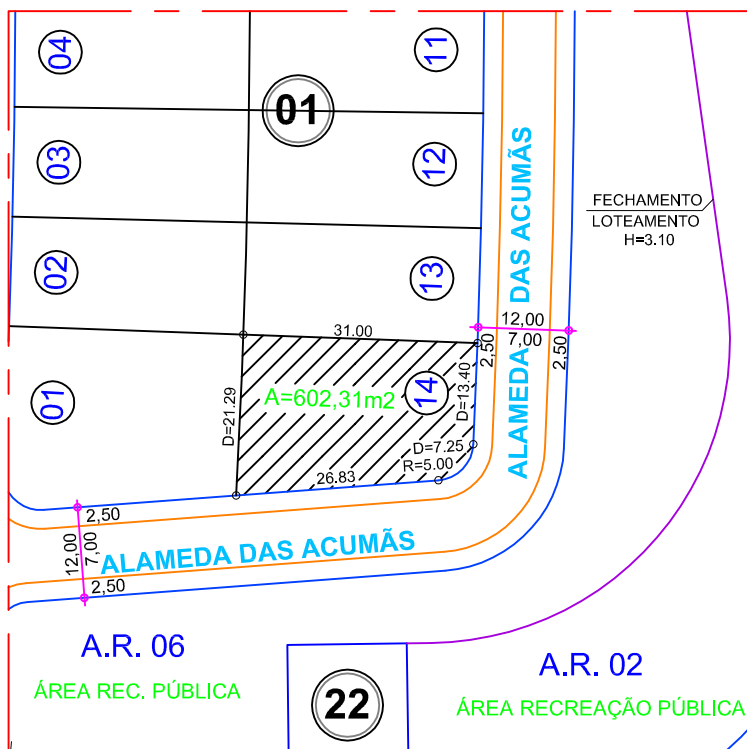 04
11
01
03
12
DAS ACUMÃS
FECHAMENTO
LOTEAMENTO
H=3.10
02
13
12,00
7,00
2,50
2,50
31.00
01
D=21.29
A=602,31m2
14
D=13.40
ALAMEDA
D=7.25
R=5.00
26.83
2,50
12,00
7,00
2,50
ALAMEDA DAS ACUMÃS
A.R. 06
ÁREA REC. PÚBLICA
22
A.R. 02
ÁREA RECREAÇÃO PÚBLICA